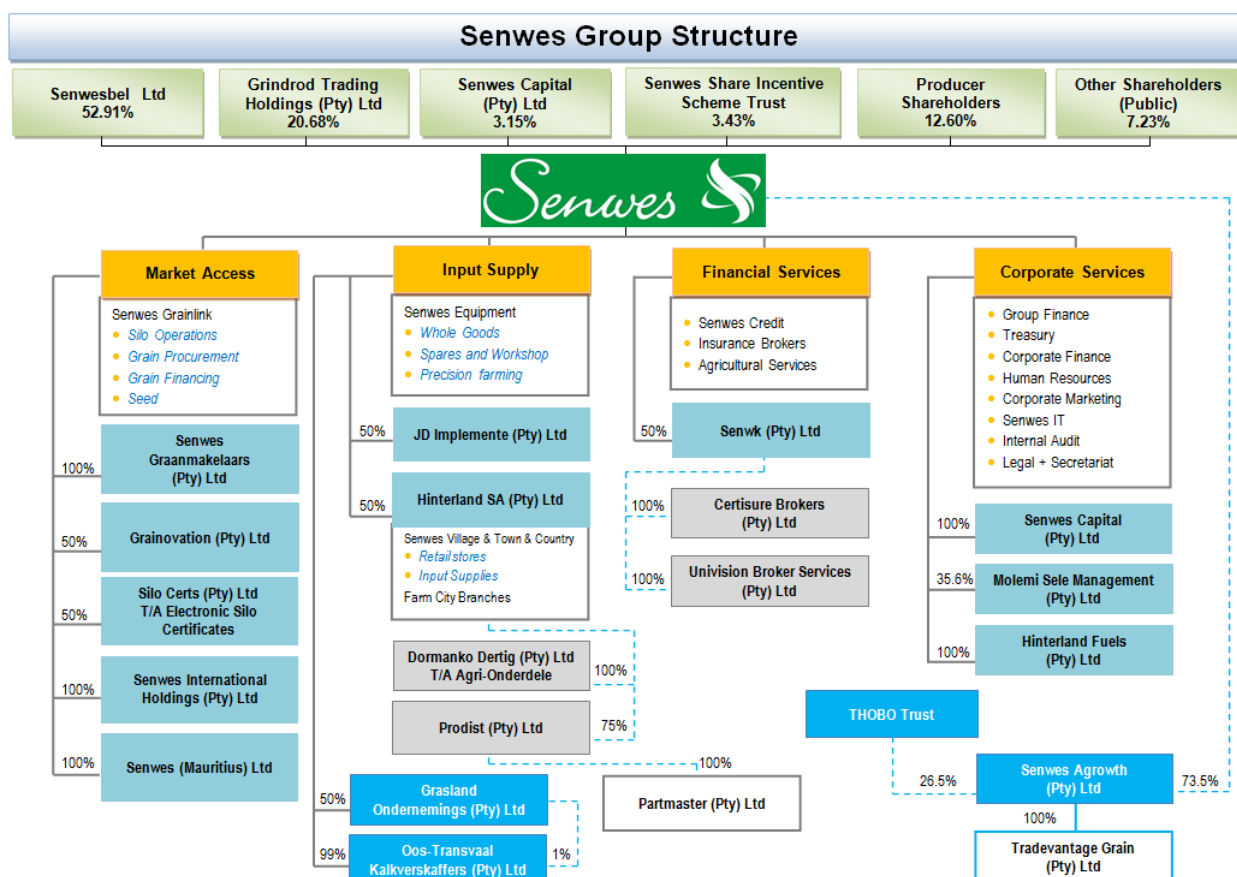 Senwes Group Structure
Senwesbel Ltd
52.91%
Grindrod Trading
Holdings (Pty) Ltd
20.68%
Senwes Capital
(Pty) Ltd
3.15%
Senwes Share Incentive
Scheme Trust
3.43%
Producer
Shareholders
12.60%
Other Shareholders
(Public)
7.23%
Senwes
Market Access
Senwes Grainlink
Silo Operations
Grain Procurement
Grain Financing
Seed
100%
Senwes
Graanmakelaars
(Pty) Ltd
50%
Grainovation (Pty) Ltd
50%
Silo Certs (Pty) Ltd
T/A Electronic Silo
Certificates
100%
Senwes International
Holdings (Pty) Ltd
100%
Senwes (Mauritius) Ltd
Input Supply
Senwes Equipment
Whole Goods
Spares and Workshop
Precision farming
50%
JD Implemente (Pty) Ltd
50%
Hinterland SA (Pty) Ltd
Senwes Village & Town & Country
Retail stores
Input Supplies
Farm City Branches
Dormanko Dertig (Pty) Ltd
T/A Agri-Onderdele
100%
Prodist (Pty) Ltd
75%
100%
Partmaster (Pty) Ltd
50%
Grasland
Ondernemings (Pty) Ltd
99%
Oos-Transvaal
Kalkverskaffers (Pty) Ltd
1%
Financial Services
Senwes Credit
Insurance Brokers
Agricultural Services
50%
Senwk (Pty) Ltd
100%
Certisure Brokers
(Pty) Ltd
100%
Univision Broker Services
(Pty) Ltd
Corporate Services
Group Finance
Treasury
Corporate Finance
Human Resources
Corporate Marketing
Senwes IT
Internal Audit
Legal + Secretariat
100%
Senwes Capital
(Pty) Ltd
35.6%
Molemi Sele Management
(Pty) Ltd
100%
Hinterland Fuels
(Pty) Ltd
THOBO Trust
26.5%
Senwes Agrowth
(Pty) Ltd
73.5%
100%
Tradevantage Grain
(Pty) Ltd